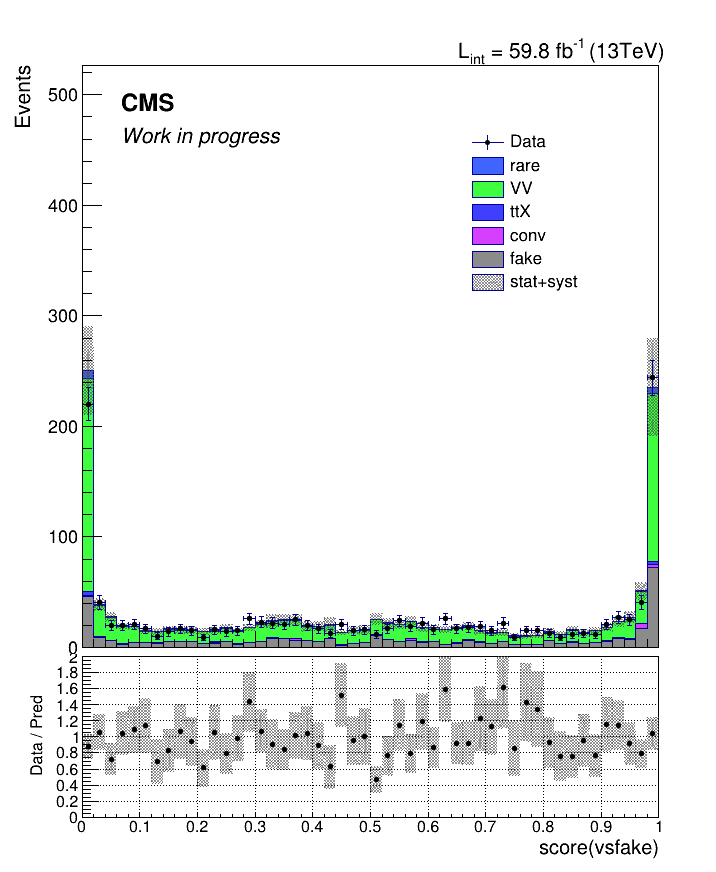 L_int = 59.8 fb^-1 (13TeV)
Events
CMS
Work in progress
Data
rare
VV
ttX
conv
fake
stat+syst
500
400
300
200
100
0
Data / Pred
2
1.8
1.6
1.4
1.2
1
0.8
0.6
0.4
0.2
0
0 0.1 0.2 0.3 0.4 0.5 0.6 0.7 0.8 0.9 1
score(vsfake)